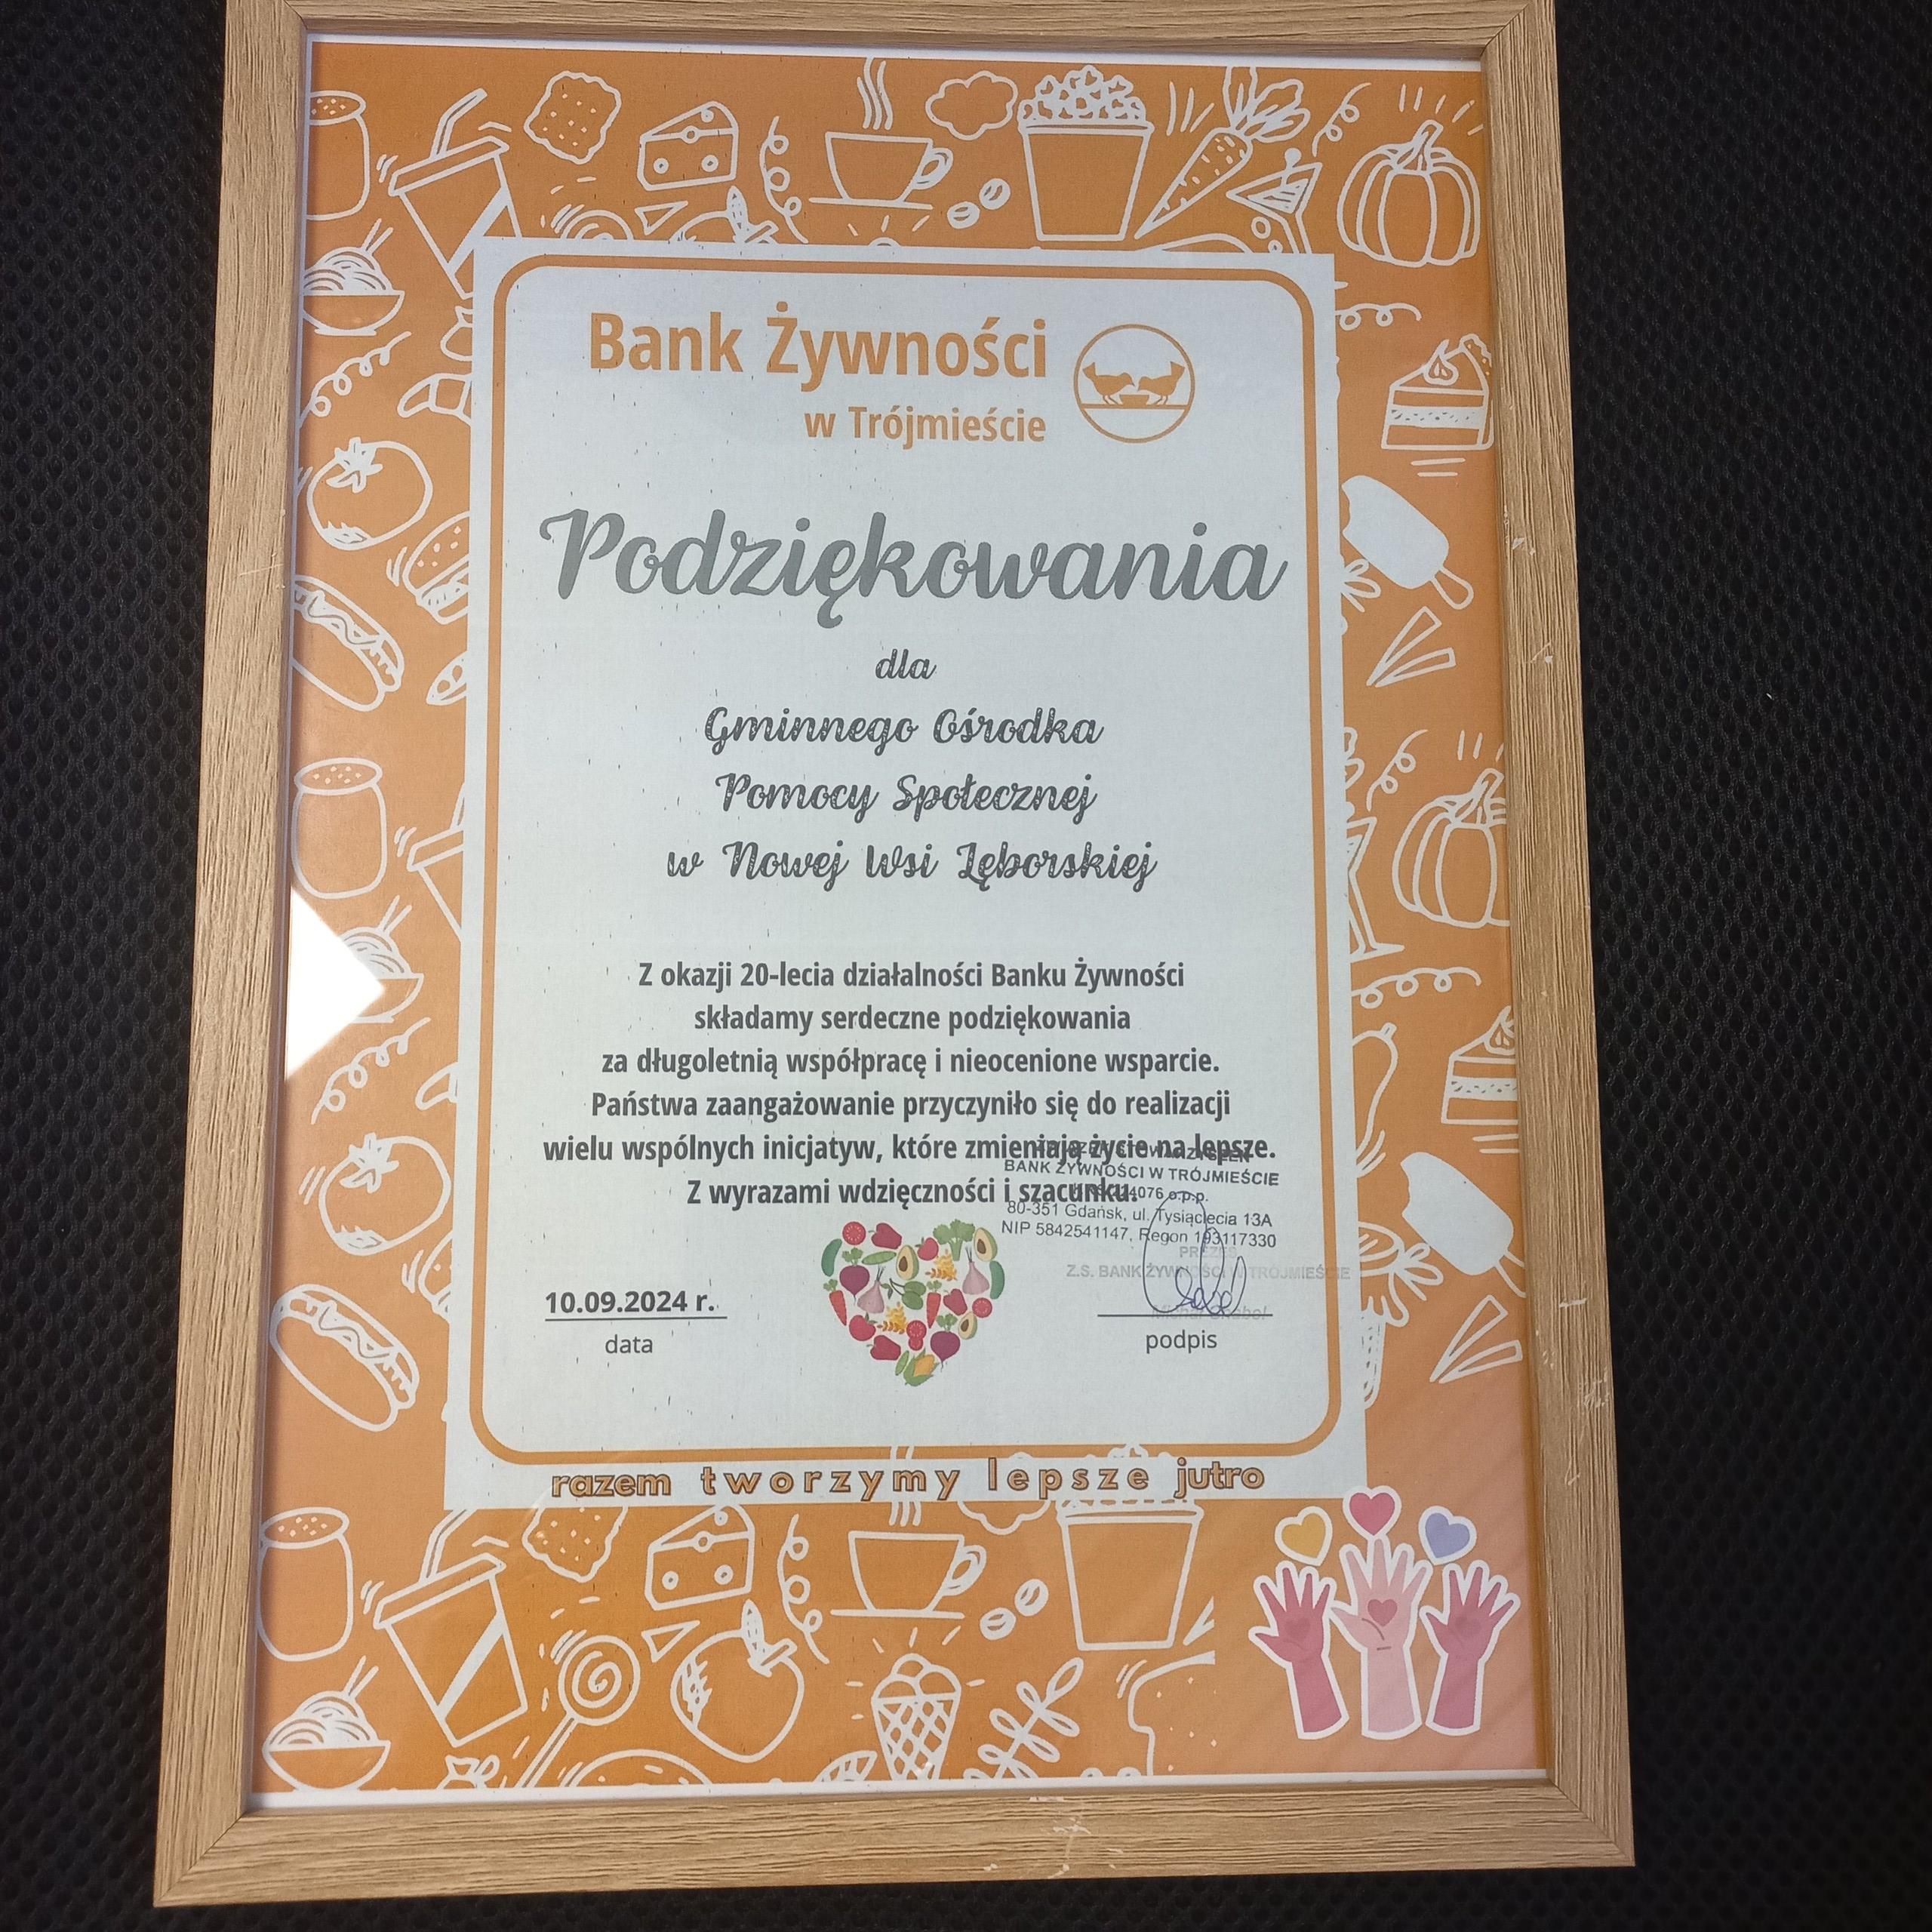 Bank Żywności
w Trójmieście
Podziękowania
dla
Gminnego Ośrodka
Pomocy Społecznej
w Nowej Wsi Lęborskiej
Z okazji 20-lecia działalności Banku Żywności
składamy serdeczne podziękowania
za długoletnią współpracę i nieocenione wsparcie.
Państwa zaangażowanie przyczyniło się do realizacji
wielu wspólnych inicjatyw, które zmieniają życie na lepsze.
Z wyrazami wdzięczności i szacunku.
BANK ŻYWNOŚCI W TRÓJMIEŚCIE
o.p.p.
80-351 Gdańsk, ul. Tysiąclecia 13A
NIP 5842541147, Regon 193117330
PREZES
Z.S. BANK ŻYWNOŚCI W TRÓJMIEŚCIE
10.09.2024 r.
data
podpis
razem tworzymy lepsze jutro